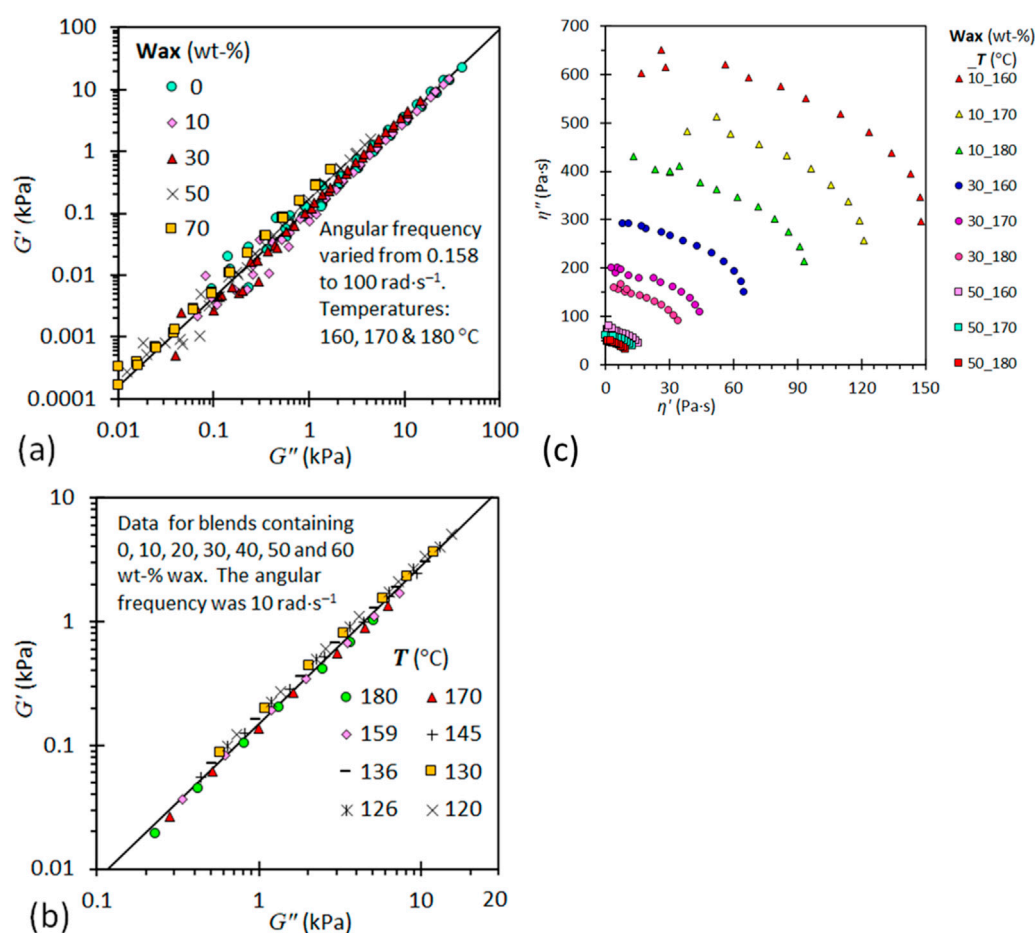 (a)
100
10
1
0.1
0.01
0.001
0.0001
G′ (kPa)
Wax (wt-%)
0
10
30
50
70
Angular frequency
varied from 0.158
to 100 rad·s⁻¹.
Temperatures:
160, 170 & 180 °C
0.01
0.1
1
10
100
G″ (kPa)
(c)
700
600
500
400
300
200
100
0
η″ (Pa·s)
0
30
60
90
120
150
η′ (Pa·s)
Wax (wt-%)
_T (°C)
10_160
10_170
10_180
30_160
30_170
30_180
50_160
50_170
50_180
(b)
10
1
0.1
0.01
G′ (kPa)
Data for blends containing
0, 10, 20, 30, 40, 50 and 60
wt-% wax. The angular
frequency was 10 rad·s⁻¹
T (°C)
180
170
159
145
136
130
126
120
0.1
1
10
20
G″ (kPa)